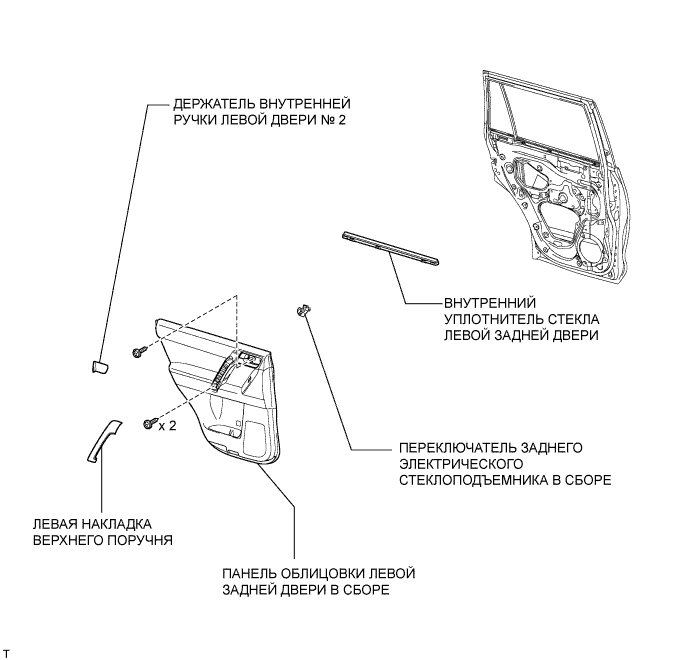 ДЕРЖАТЕЛЬ ВНУТРЕННЕЙ
РУЧКИ ЛЕВОЙ ДВЕРИ № 2
ВНУТРЕННИЙ
УПЛОТНИТЕЛЬ СТЕКЛА
ЛЕВОЙ ЗАДНЕЙ ДВЕРИ
x 2
ПЕРЕКЛЮЧАТЕЛЬ ЗАДНЕГО
ЭЛЕКТРИЧЕСКОГО
СТЕКЛОПОДЪЕМНИКА В СБОРЕ
ЛЕВАЯ НАКЛАДКА
ВЕРХНЕГО ПОРУЧНЯ
ПАНЕЛЬ ОБЛИЦОВКИ ЛЕВОЙ
ЗАДНЕЙ ДВЕРИ В СБОРЕ
T